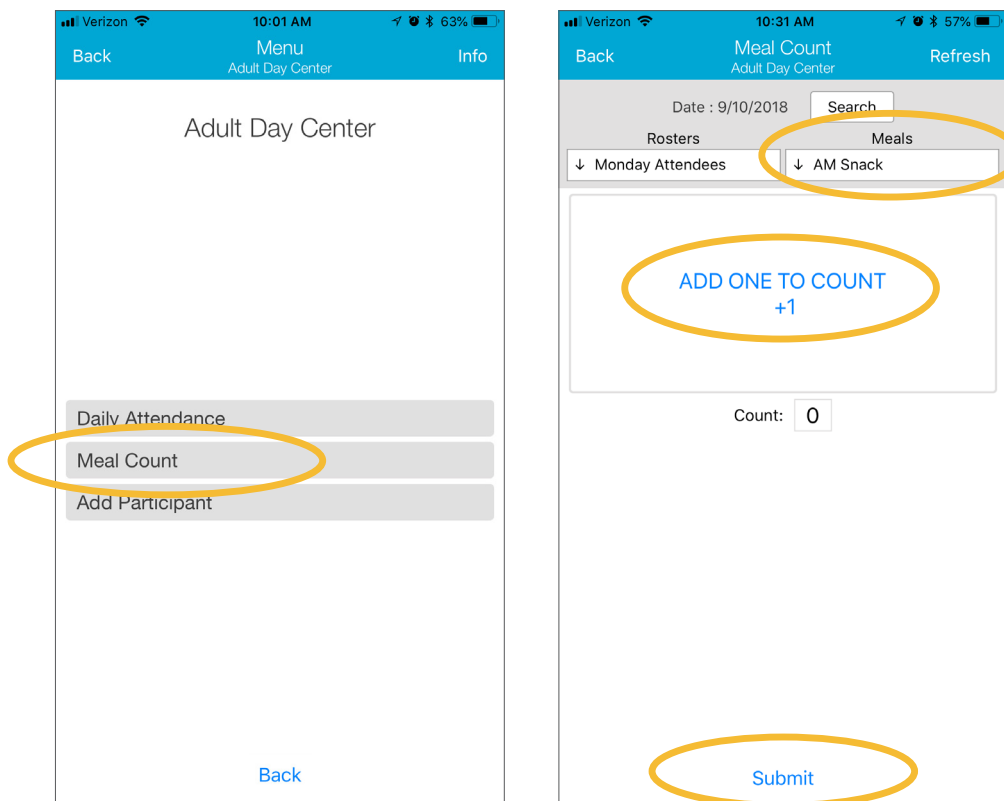 Verizon 10:01 AM 63%
Back Menu Info
Adult Day Center
Adult Day Center
Daily Attendance
Meal Count
Add Participant
Back
Verizon 10:31 AM 57%
Back Meal Count Refresh
Adult Day Center
Date : 9/10/2018 Search
Rosters Meals
↓ Monday Attendees ↓ AM Snack
ADD ONE TO COUNT
+1
Count: 0
Submit